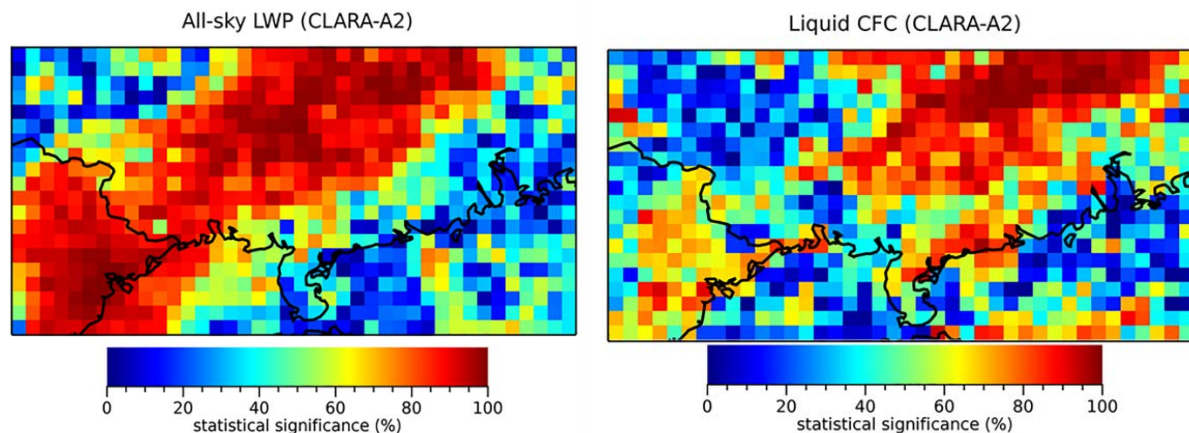 All-sky LWP (CLARA-A2)
0 20 40 60 80 100
statistical significance (%)
Liquid CFC (CLARA-A2)
0 20 40 60 80 100
statistical significance (%)